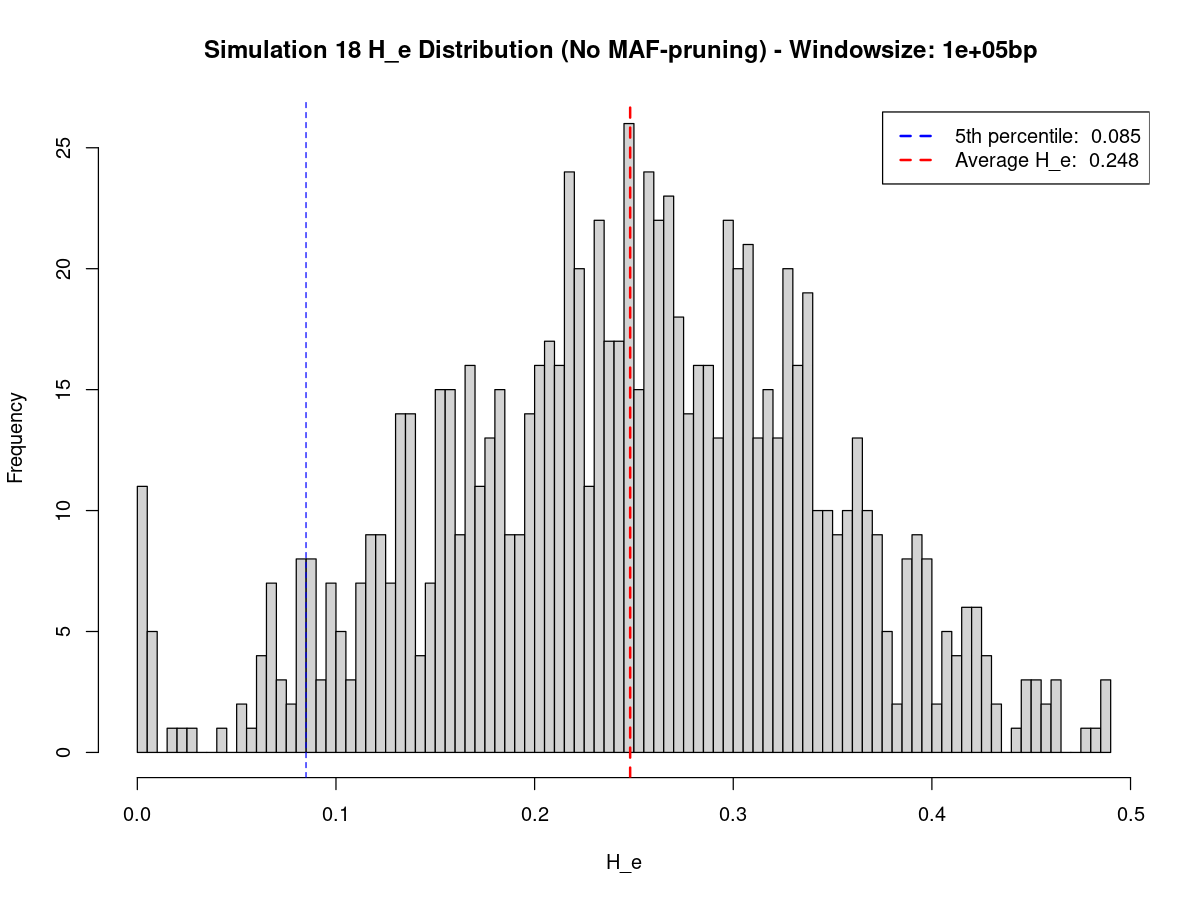 Simulation 18 H_e Distribution (No MAF-pruning) - Windowsize: 1e+05bp
5th percentile: 0.085
Average H_e: 0.248
Frequency
25
20
15
10
5
0
0.0 0.1 0.2 0.3 0.4 0.5
H_e